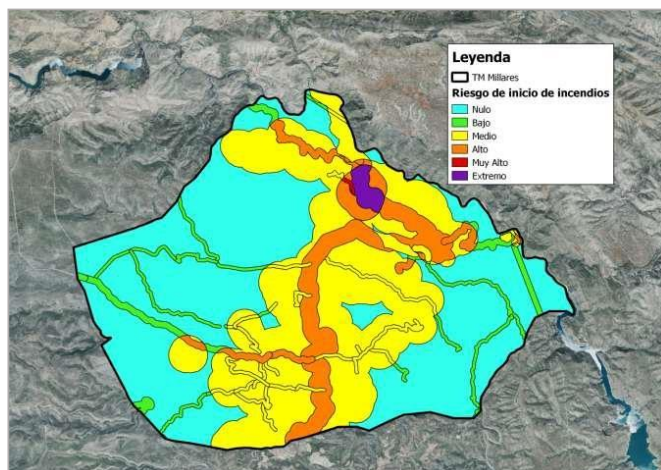 Leyenda
TM Millares
Riesgo de inicio de incendios
Nulo
Bajo
Medio
Alto
Muy Alto
Extremo